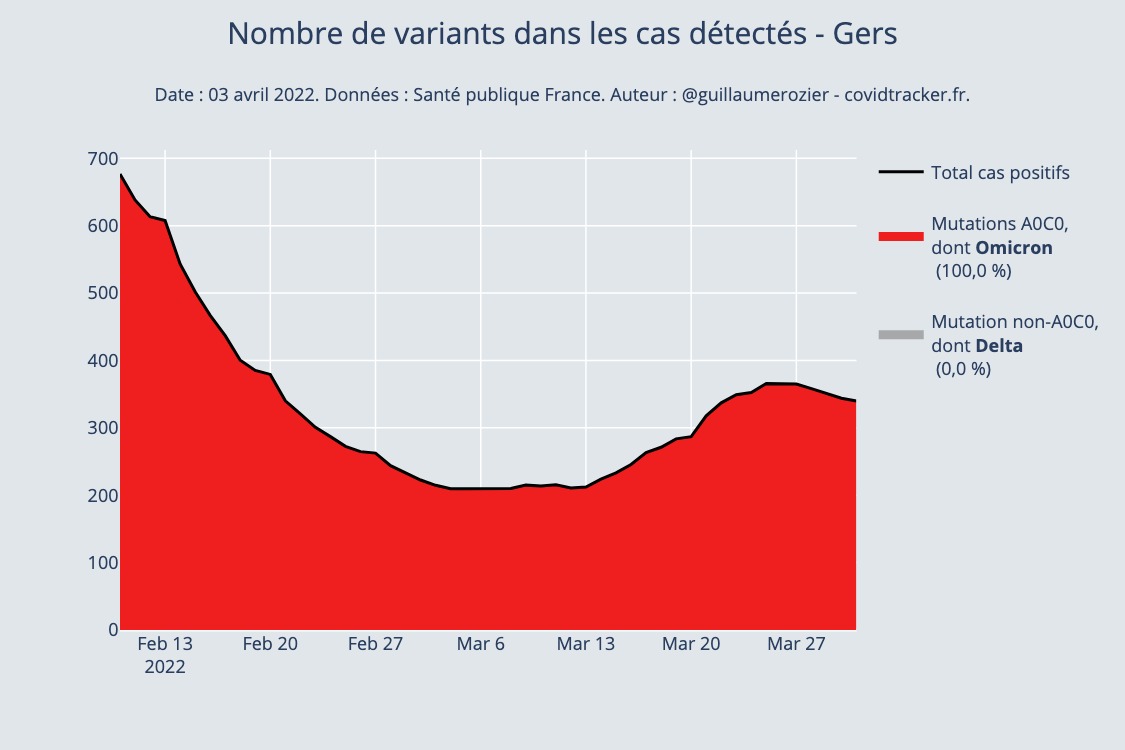 Nombre de variants dans les cas détectés - Gers
Date : 03 avril 2022. Données : Santé publique France. Auteur : @guillaumerozier - covidtracker.fr.
700
600
500
400
300
200
100
0
Feb 13
2022
Feb 20
Feb 27
Mar 6
Mar 13
Mar 20
Mar 27
Total cas positifs
Mutations A0C0,
dont Omicron
(100,0 %)
Mutation non-A0C0,
dont Delta
(0,0 %)